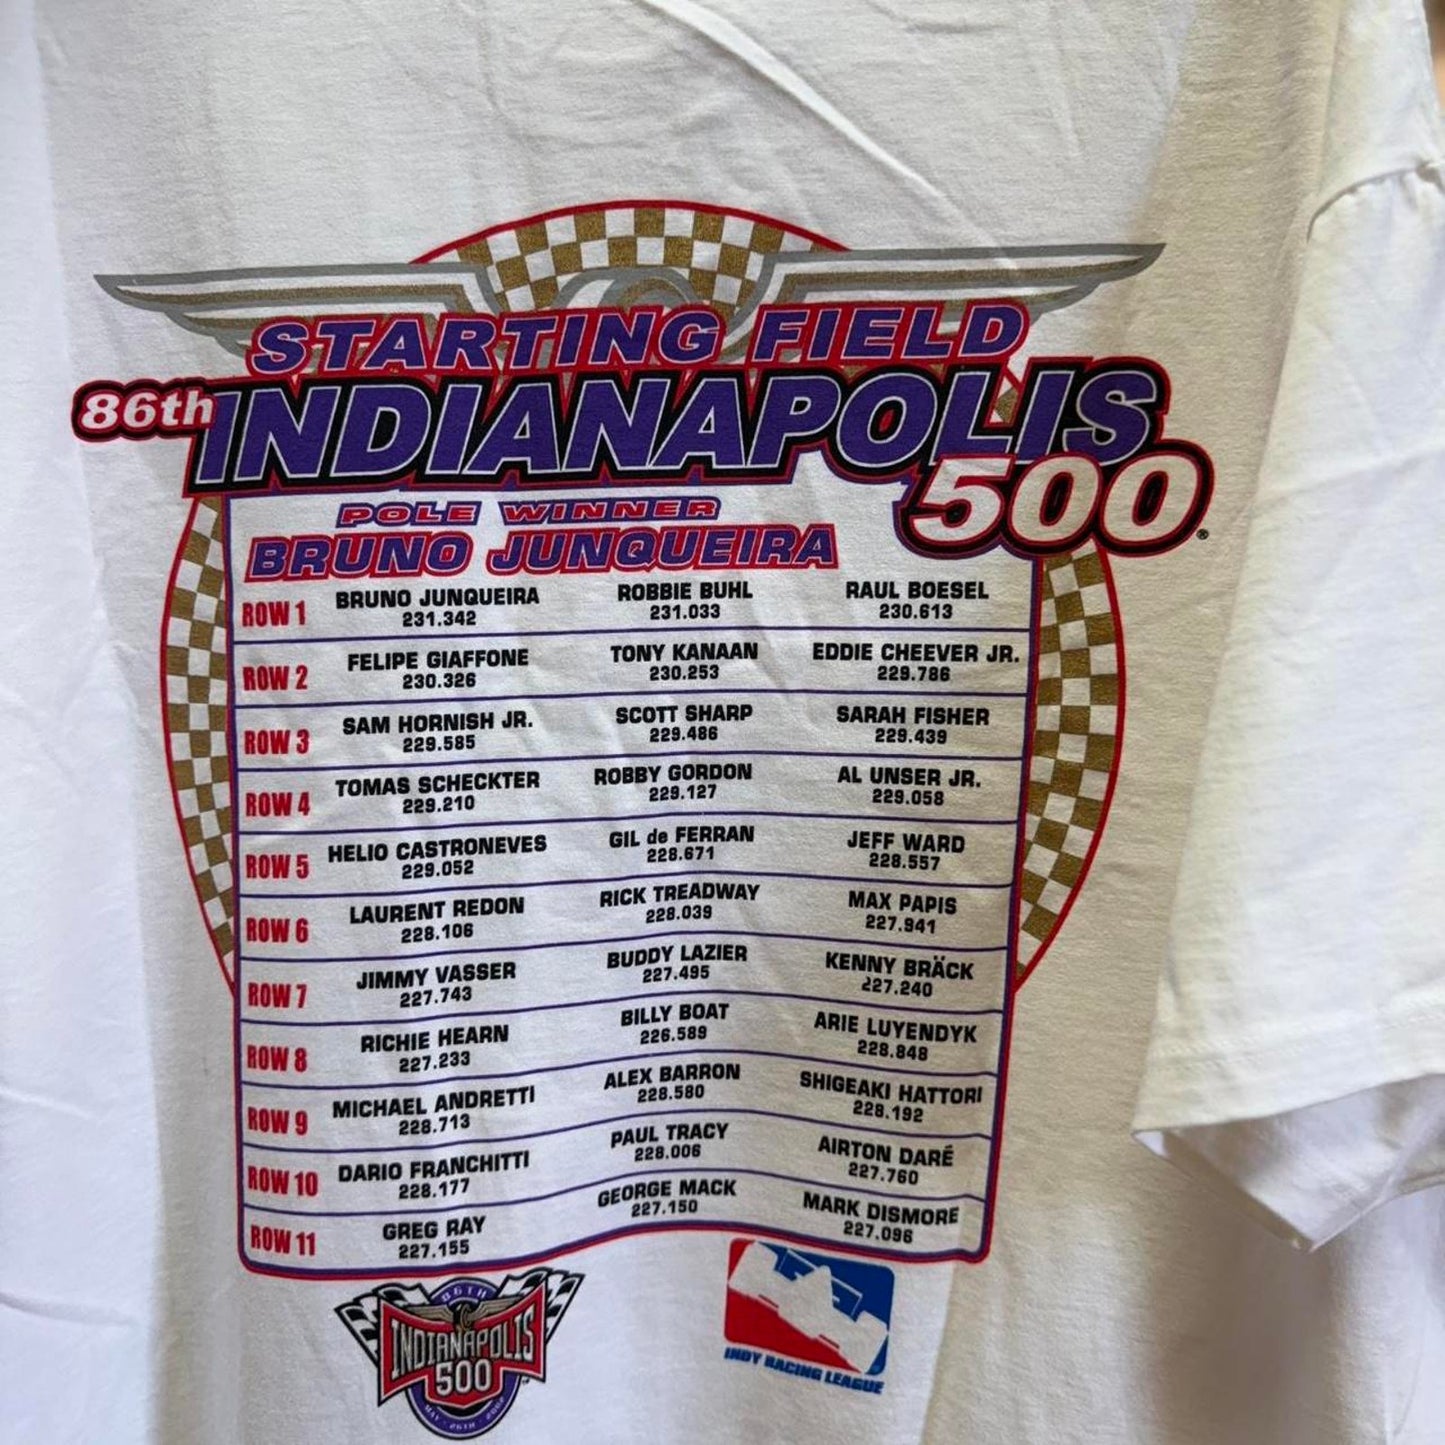 STARTING FIELD
86th INDIANAPOLIS
500®
POLE WINNER
BRUNO JUNQUEIRA
ROW 1 BRUNO JUNQUEIRA ROBBIE BUHL RAUL BOESEL
231.342 231.033 230.613
ROW 2 FELIPE GIAFFONE TONY KANAAN EDDIE CHEEVER JR.
230.326 230.253 229.786
ROW 3 SAM HORNISH JR. SCOTT SHARP SARAH FISHER
229.585 229.486 229.439
ROW 4 TOMAS SCHECKTER ROBBY GORDON AL UNSER JR.
229.210 229.127 229.058
ROW 5 HELIO CASTRONEVES GIL de FERRAN JEFF WARD
229.052 228.671 228.557
ROW 6 LAURENT REDON RICK TREADWAY MAX PAPIS
228.106 228.039 227.941
ROW 7 JIMMY VASSER BUDDY LAZIER KENNY BRÄCK
227.743 227.495 227.240
ROW 8 RICHIE HEARN BILLY BOAT ARIE LUYENDYK
227.233 226.589 228.848
ROW 9 MICHAEL ANDRETTI ALEX BARRON SHIGEAKI HATTORI
228.713 228.580 228.192
ROW 10 DARIO FRANCHITTI PAUL TRACY AIRTON DARÉ
228.177 228.006 227.760
ROW 11 GREG RAY GEORGE MACK MARK DISMORE
227.155 227.150 227.096
86TH
INDIANAPOLIS
500
MAY · 26TH · 2002
INDY RACING LEAGUE